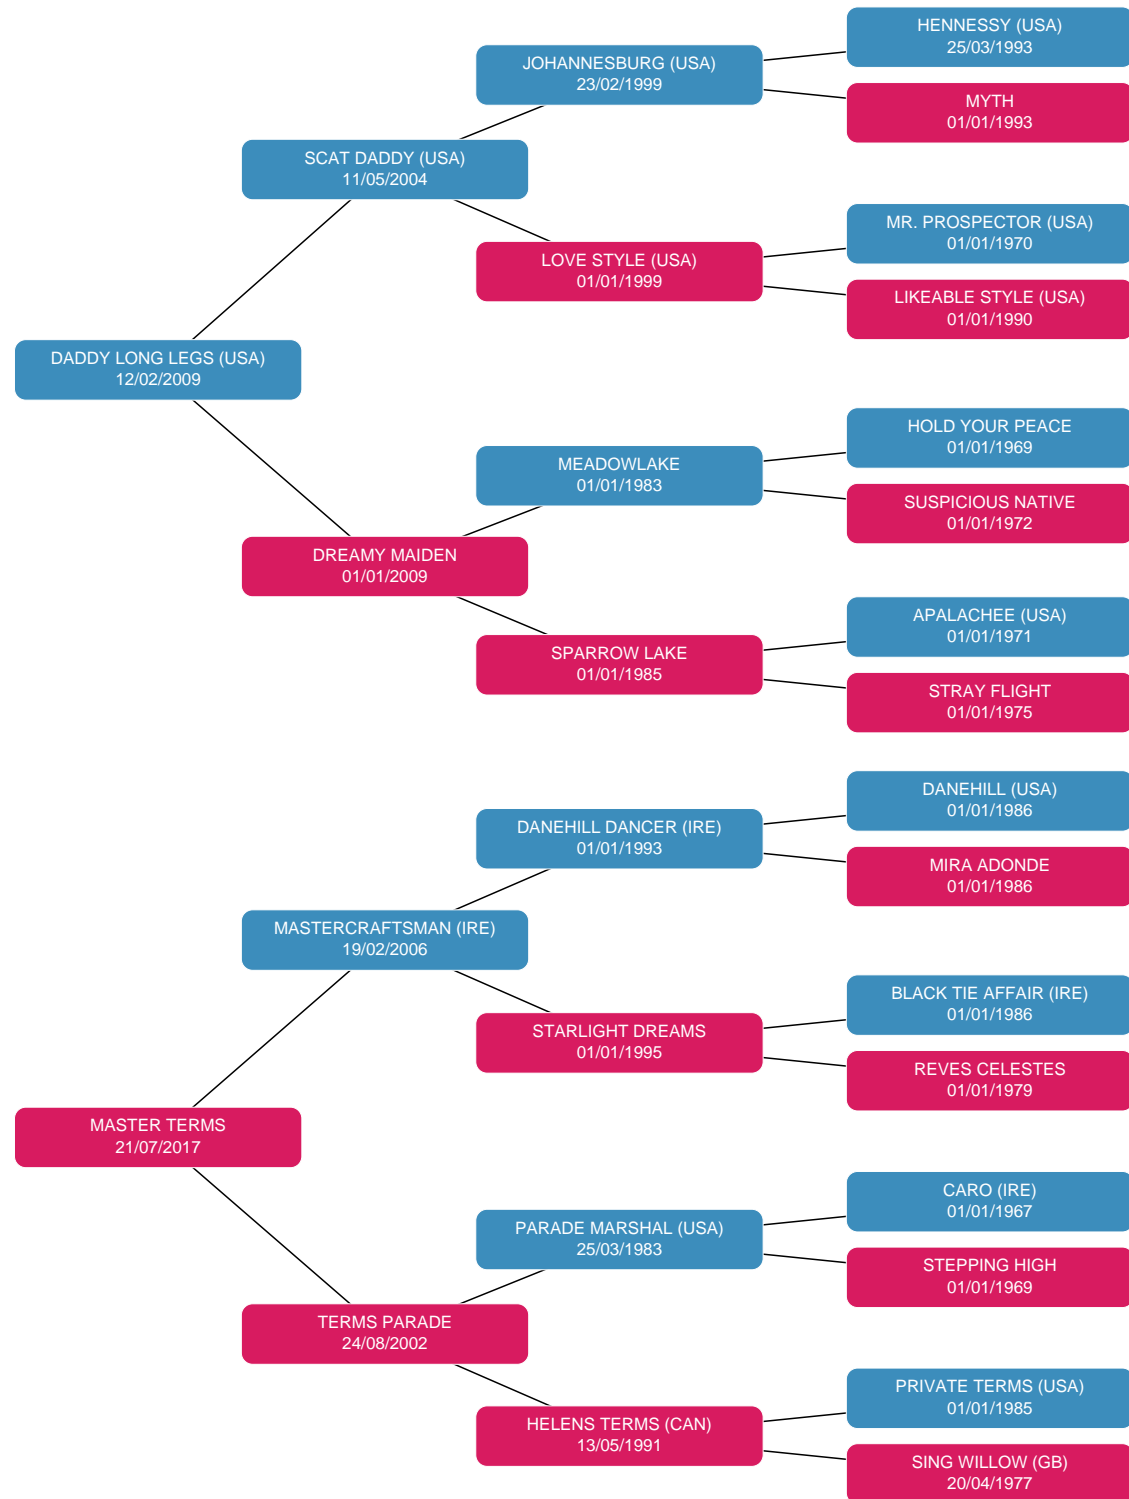 HENNESSY (USA)
25/03/1993
JOHANNESBURG (USA)
23/02/1999
MYTH
01/01/1993
SCAT DADDY (USA)
11/05/2004
MR. PROSPECTOR (USA)
01/01/1970
LOVE STYLE (USA)
01/01/1999
LIKEABLE STYLE (USA)
01/01/1990
DADDY LONG LEGS (USA)
12/02/2009
HOLD YOUR PEACE
01/01/1969
MEADOWLAKE
01/01/1983
SUSPICIOUS NATIVE
01/01/1972
DREAMY MAIDEN
01/01/2009
APALACHEE (USA)
01/01/1971
SPARROW LAKE
01/01/1985
STRAY FLIGHT
01/01/1975
DANEHILL (USA)
01/01/1986
DANEHILL DANCER (IRE)
01/01/1993
MIRA ADONDE
01/01/1986
MASTERCRAFTSMAN (IRE)
19/02/2006
BLACK TIE AFFAIR (IRE)
01/01/1986
STARLIGHT DREAMS
01/01/1995
REVES CELESTES
01/01/1979
MASTER TERMS
21/07/2017
CARO (IRE)
01/01/1967
PARADE MARSHAL (USA)
25/03/1983
STEPPING HIGH
01/01/1969
TERMS PARADE
24/08/2002
PRIVATE TERMS (USA)
01/01/1985
HELENS TERMS (CAN)
13/05/1991
SING WILLOW (GB)
20/04/1977